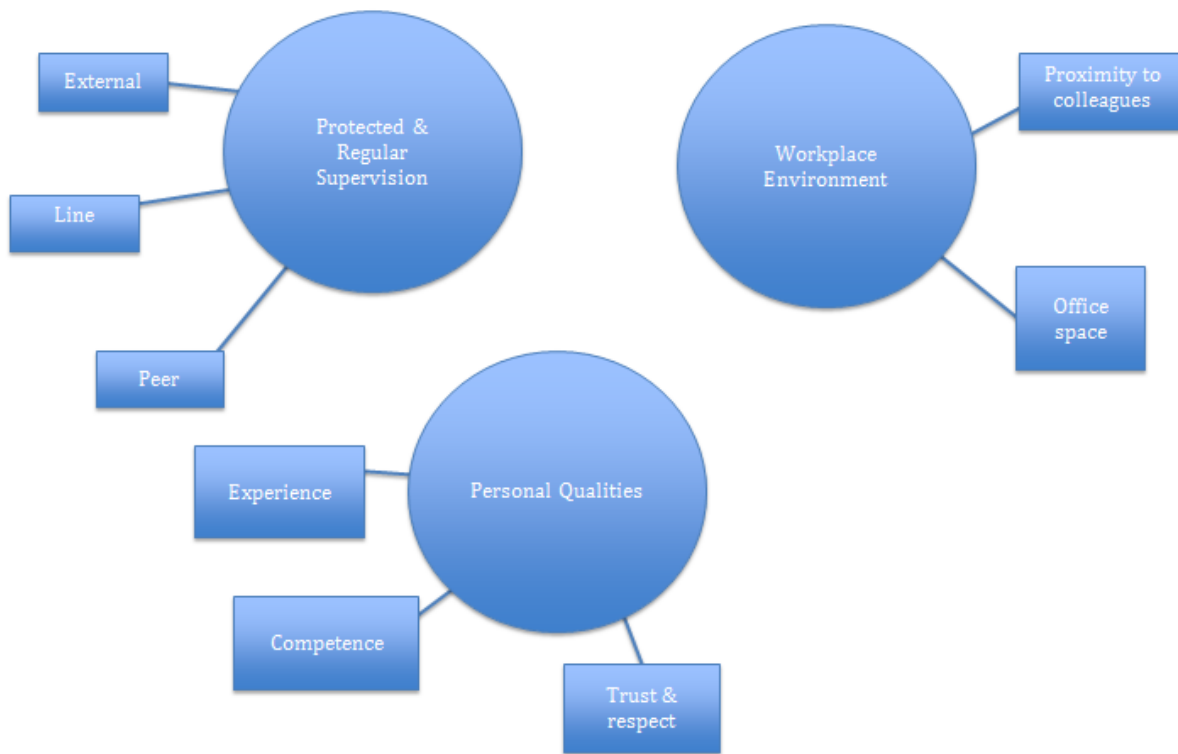 External
Protected &
Regular
Supervision
Line
Peer
Workplace
Environment
Proximity to
colleagues
Office
space
Personal Qualities
Experience
Competence
Trust &
respect